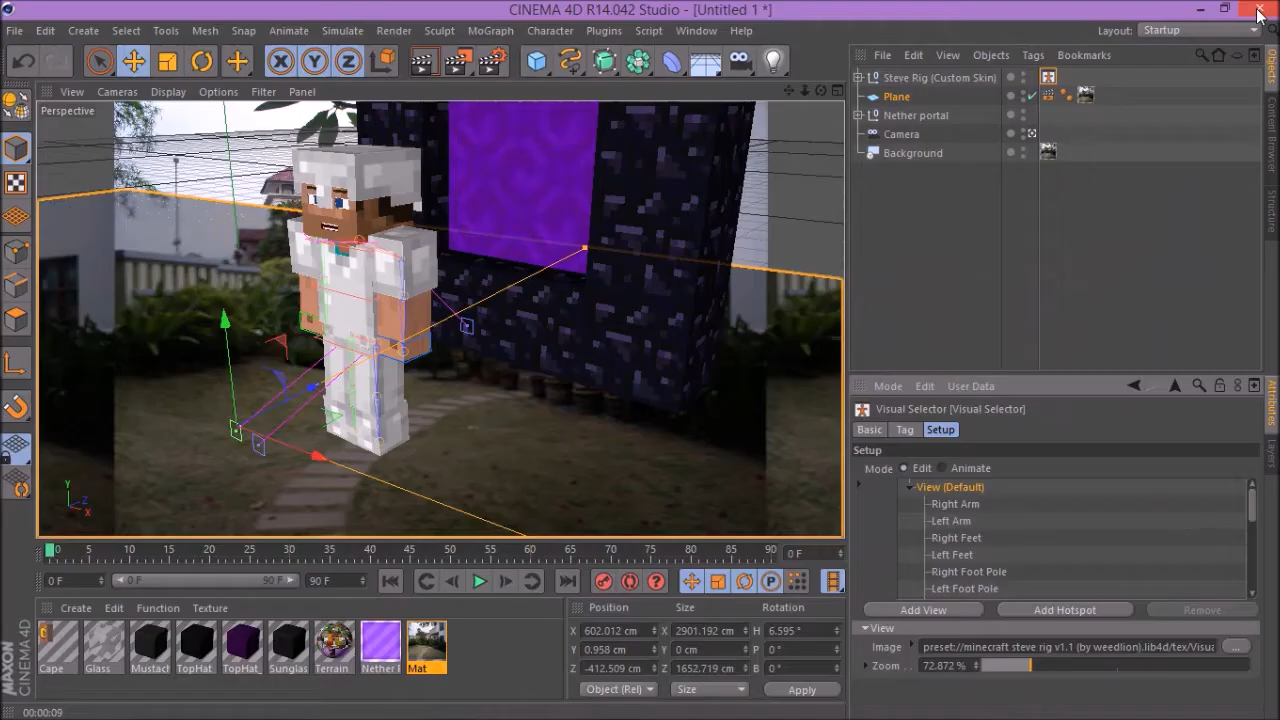 CINEMA 4D R14.042 Studio - [Untitled 1 *]
File Edit Create Select Tools Mesh Snap Animate Simulate Render Sculpt MoGraph Character Plugins Script Window Help Layout: Startup
File Edit View Objects Tags Bookmarks
View Cameras Display Options Filter Panel
Perspective
Steve Rig (Custom Skin)
Plane
Nether portal
Camera
Background
Objects
Content Browser
Structure
Mode Edit User Data
Visual Selector [Visual Selector]
Basic Tag Setup
Setup
Mode Edit Animate
View (Default)
Right Arm
Left Arm
Right Feet
Left Feet
Right Foot Pole
Left Foot Pole
Add View Add Hotspot Remove
View
Image preset://minecraft steve rig v1.1 (by weedlion).lib4d/tex/Visua ...
Zoom 72.872 %
Attributes
Layers
Y
Z
X
0 5 10 15 20 25 30 35 40 45 50 55 60 65 70 75 80 85 90 0 F
0 F 0 F 90 F 90 F
Create Edit Function Texture
Cape Glass Mustach TopHat TopHat_ Sunglas Terrain Nether P Mat
Position Size Rotation
X 602.012 cm X 2901.192 cm H 6.595 °
Y 0.958 cm Y 0 cm P 0 °
Z -412.509 cm Z 1652.719 cm B 0 °
Object (Rel) Size Apply
MAXON CINEMA4D
00:00:09